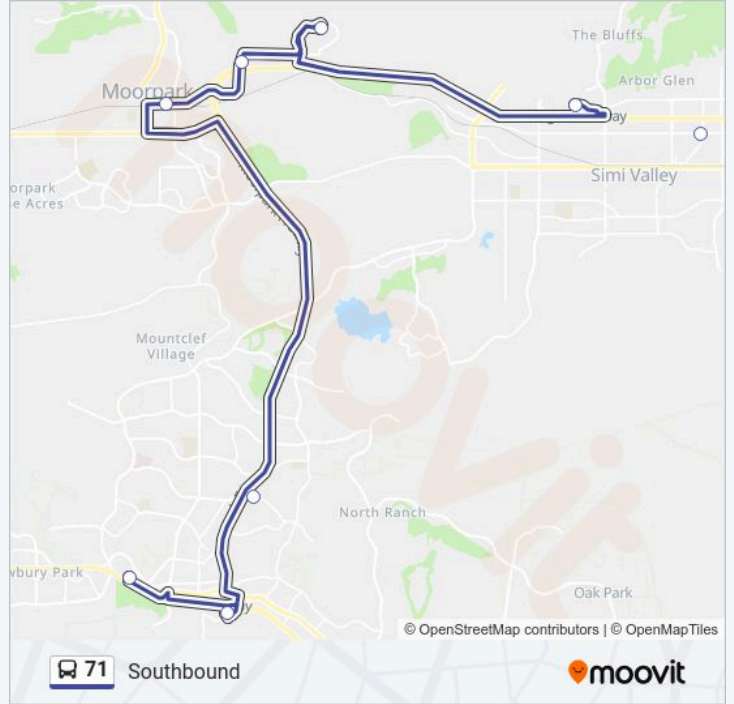 The Bluffs
Arbor Glen
Moorpark
Simi Valley
orpark
e Acres
Mountclef
Village
North Ranch
wbury Park
Oak Park
moovit
© OpenStreetMap contributors | © OpenMapTiles
71 Southbound
moovit